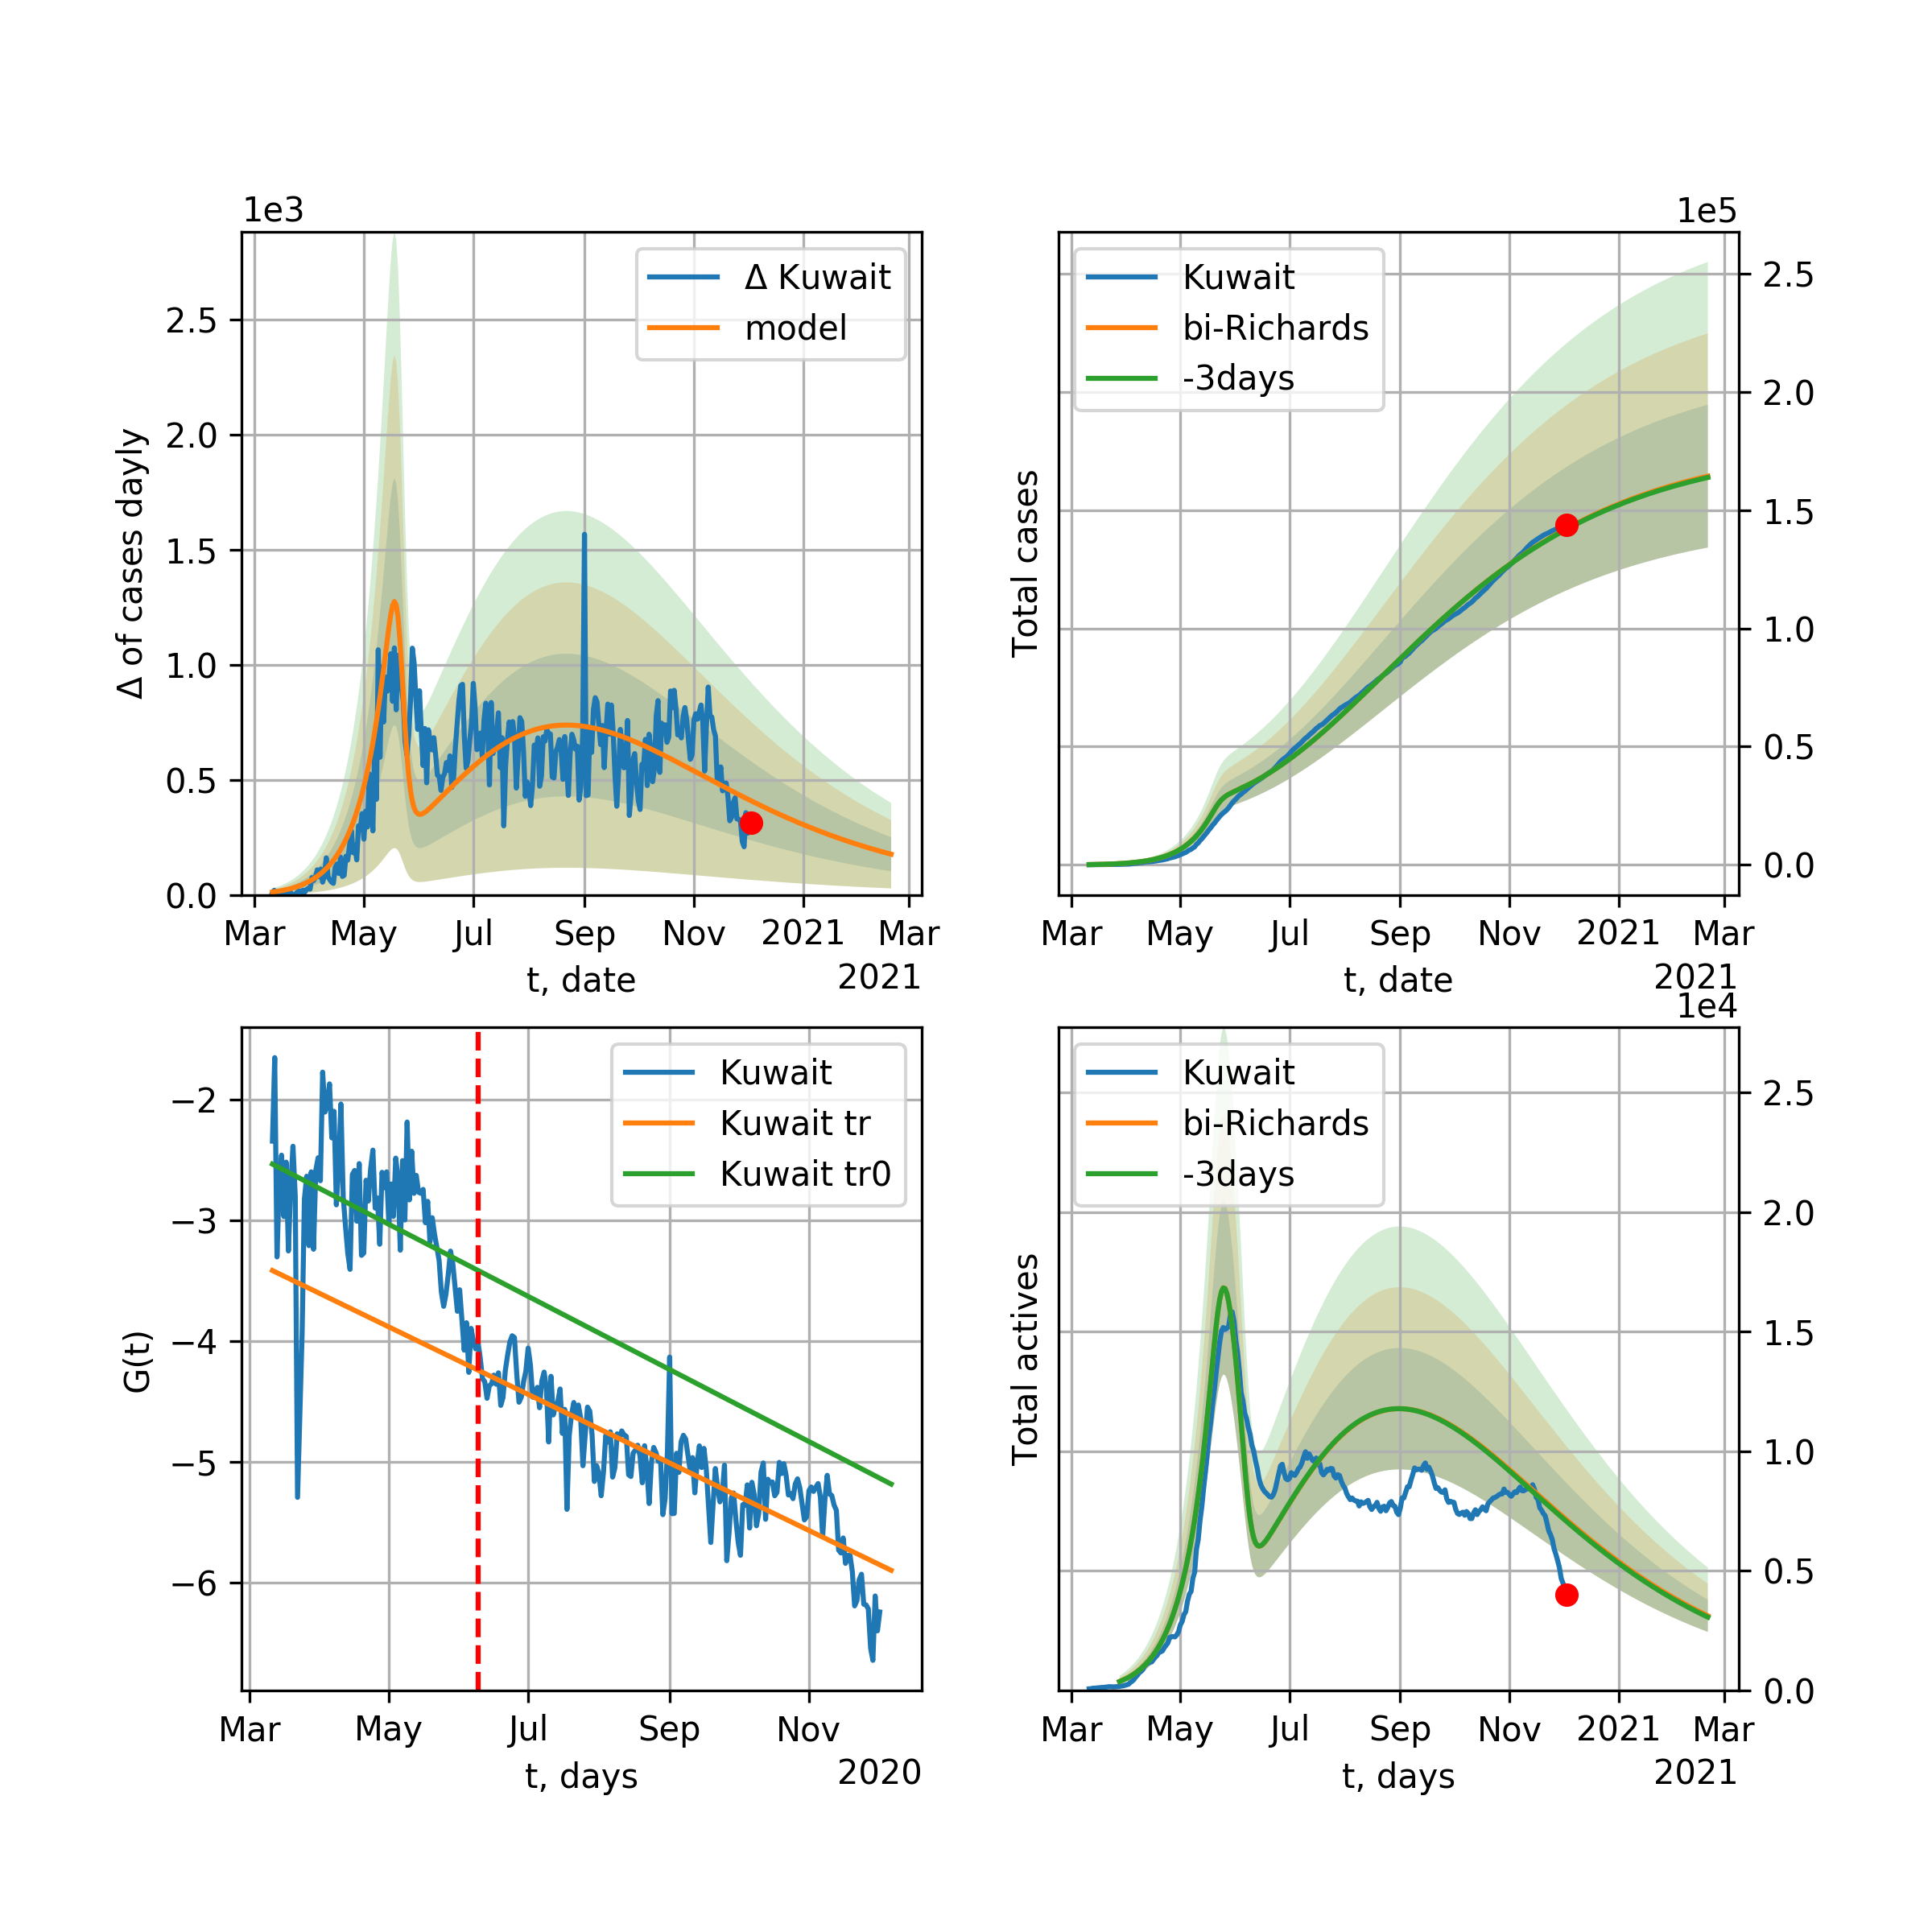 1e3
Δ of cases dayly
2.5
2.0
1.5
1.0
0.5
0.0
Δ Kuwait
model
Mar May Jul Sep Nov 2021 Mar
t, date
2021
1e5
Total cases
Kuwait
bi-Richards
-3days
2.5
2.0
1.5
1.0
0.5
0.0
Mar May Jul Sep Nov 2021 Mar
t, date
2021
G(t)
−2
−3
−4
−5
−6
Kuwait
Kuwait tr
Kuwait tr0
Mar May Jul Sep Nov
t, days
2020
1e4
Total actives
Kuwait
bi-Richards
-3days
2.5
2.0
1.5
1.0
0.5
0.0
Mar May Jul Sep Nov 2021 Mar
t, days
2021